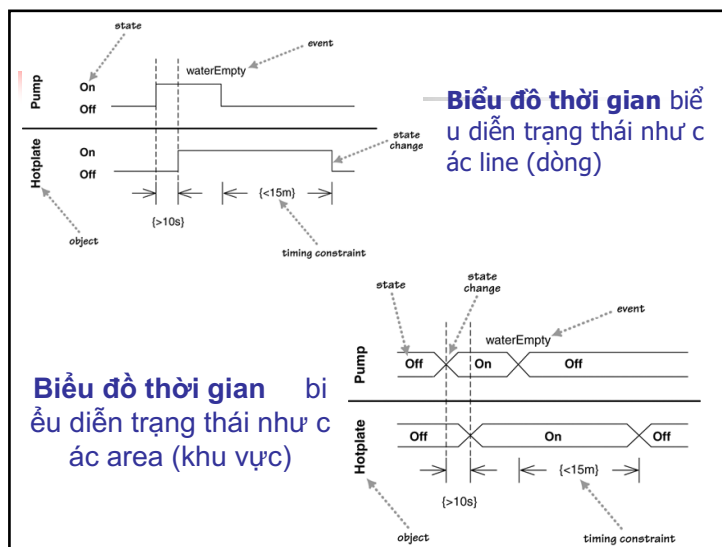 state
event
waterEmpty
Pump
On
Off
Biểu đồ thời gian biể
u diễn trạng thái như c
ác line (dòng)
Hotplate
On
Off
state
change
{<15m}
{>10s}
object
timing constraint
state
state
change
event
waterEmpty
Pump
Off On Off
Biểu đồ thời gian bi
ểu diễn trạng thái như c
ác area (khu vực)
Hotplate
Off On Off
{<15m}
{>10s}
object
timing constraint